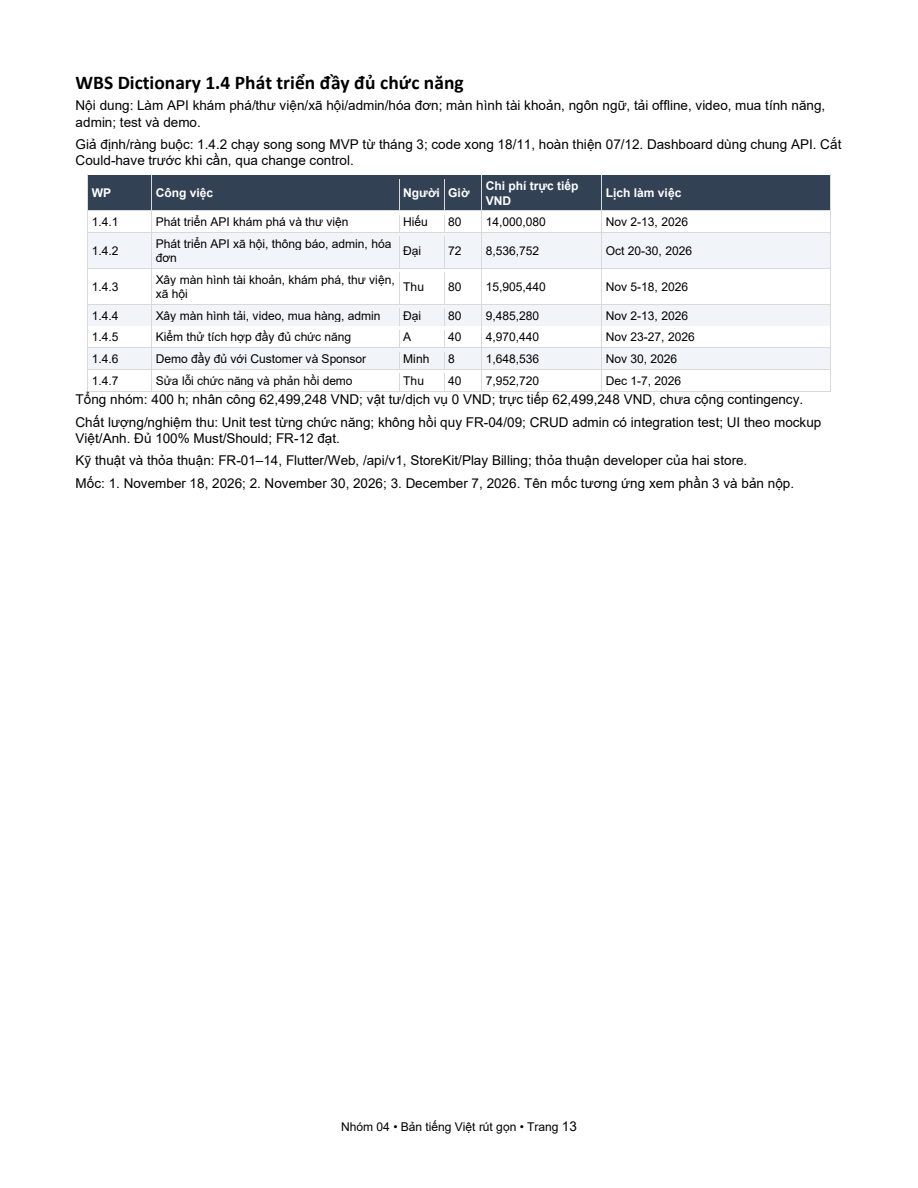 WBS Dictionary 1.4 Phát triển đầy đủ chức năng
Nội dung: Làm API khám phá/thư viện/xã hội/admin/hóa đơn; màn hình tài khoản, ngôn ngữ, tải offline, video, mua tính năng,
admin; test và demo.
Giả định/ràng buộc: 1.4.2 chạy song song MVP từ tháng 3; code xong 18/11, hoàn thiện 07/12. Dashboard dùng chung API. Cắt
Could-have trước khi cần, qua change control.
WP Công việc Người Giờ Chi phí trực tiếp VND Lịch làm việc
1.4.1 Phát triển API khám phá và thư viện Hiếu 80 14,000,080 Nov 2-13, 2026
1.4.2 Phát triển API xã hội, thông báo, admin, hóa đơn Đại 72 8,536,752 Oct 20-30, 2026
1.4.3 Xây màn hình tài khoản, khám phá, thư viện, xã hội Thu 80 15,905,440 Nov 5-18, 2026
1.4.4 Xây màn hình tải, video, mua hàng, admin Đại 80 9,485,280 Nov 2-13, 2026
1.4.5 Kiểm thử tích hợp đầy đủ chức năng A 40 4,970,440 Nov 23-27, 2026
1.4.6 Demo đầy đủ với Customer và Sponsor Minh 8 1,648,536 Nov 30, 2026
1.4.7 Sửa lỗi chức năng và phản hồi demo Thu 40 7,952,720 Dec 1-7, 2026
Tổng nhóm: 400 h; nhân công 62,499,248 VND; vật tư/dịch vụ 0 VND; trực tiếp 62,499,248 VND, chưa cộng contingency.
Chất lượng/nghiệm thu: Unit test từng chức năng; không hồi quy FR-04/09; CRUD admin có integration test; UI theo mockup
Việt/Anh. Đủ 100% Must/Should; FR-12 đạt.
Kỹ thuật và thỏa thuận: FR-01–14, Flutter/Web, /api/v1, StoreKit/Play Billing; thỏa thuận developer của hai store.
Mốc: 1. November 18, 2026; 2. November 30, 2026; 3. December 7, 2026. Tên mốc tương ứng xem phần 3 và bản nộp.
Nhóm 04 • Bản tiếng Việt rút gọn • Trang 13